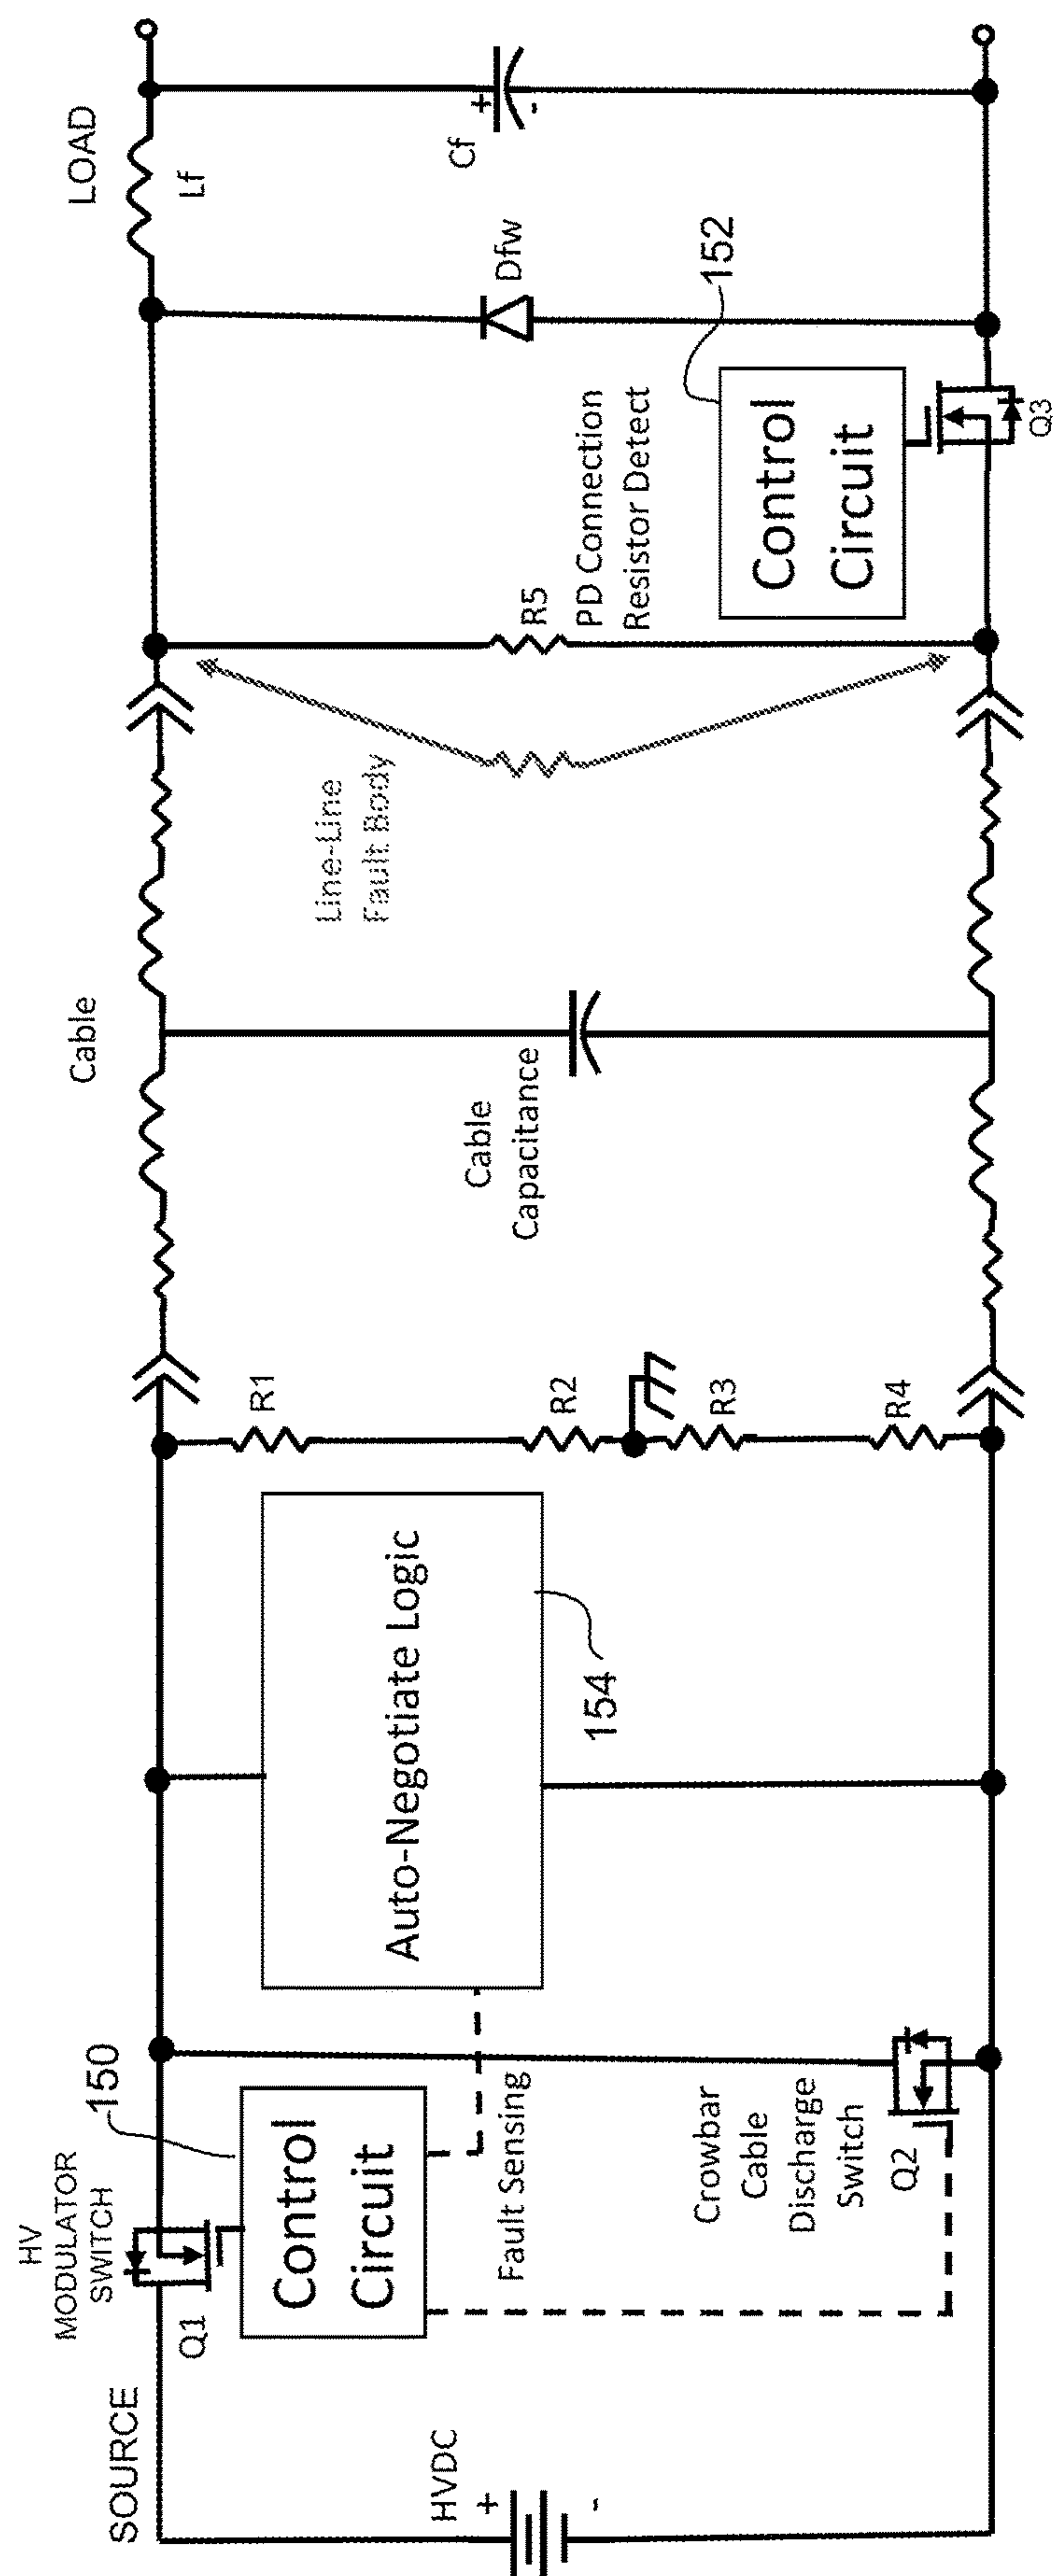 SOURCE
HVDC
+
-
HV
MODULATOR
SWITCH
Q1
150
Control
Circuit
Fault Sensing
Crowbar
Cable
Discharge
Switch
Q2
Auto-Negotiate Logic
154
R1
R2
R3
R4
Cable
Cable
Capacitance
Line-Line
Fault Body
R5
PD Connection
Resistor Detect
Control
Circuit
152
Q3
Dfw
LOAD
Lf
Cf
+
-